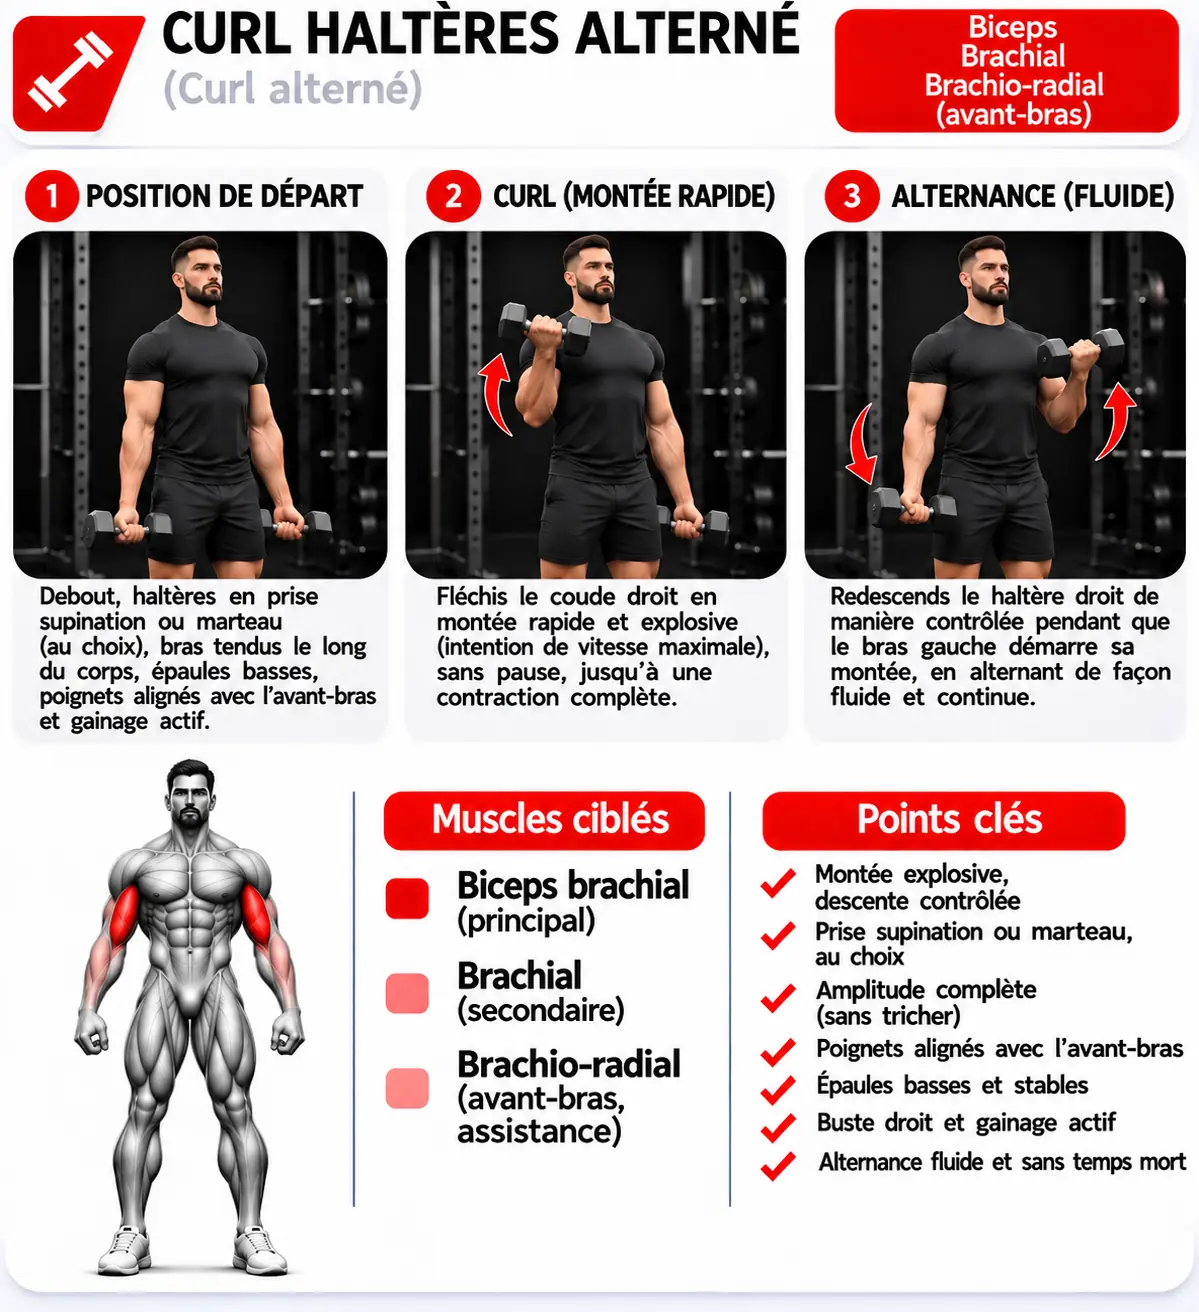 CURL HALTÈRES ALTERNÉ
(Curl alterné)
Biceps
Brachial
Brachio-radial
(avant-bras)
1 POSITION DE DÉPART
Debout, haltères en prise
supination ou marteau
(au choix), bras tendus le long
du corps, épaules basses,
poignets alignés avec l'avant-bras
et gainage actif.
2 CURL (MONTÉE RAPIDE)
Fléchis le coude droit en
montée rapide et explosive
(intention de vitesse maximale),
sans pause, jusqu'à une
contraction complète.
3 ALTERNANCE (FLUIDE)
Redescends le haltère droit de
manière contrôlée pendant que
le bras gauche démarre sa
montée, en alternant de façon
fluide et continue.
Muscles ciblés
Biceps brachial
(principal)
Brachial
(secondaire)
Brachio-radial
(avant-bras,
assistance)
Points clés
Montée explosive,
descente contrôlée
Prise supination ou marteau,
au choix
Amplitude complète
(sans tricher)
Poignets alignés avec l'avant-bras
Épaules basses et stables
Buste droit et gainage actif
Alternance fluide et sans temps mort